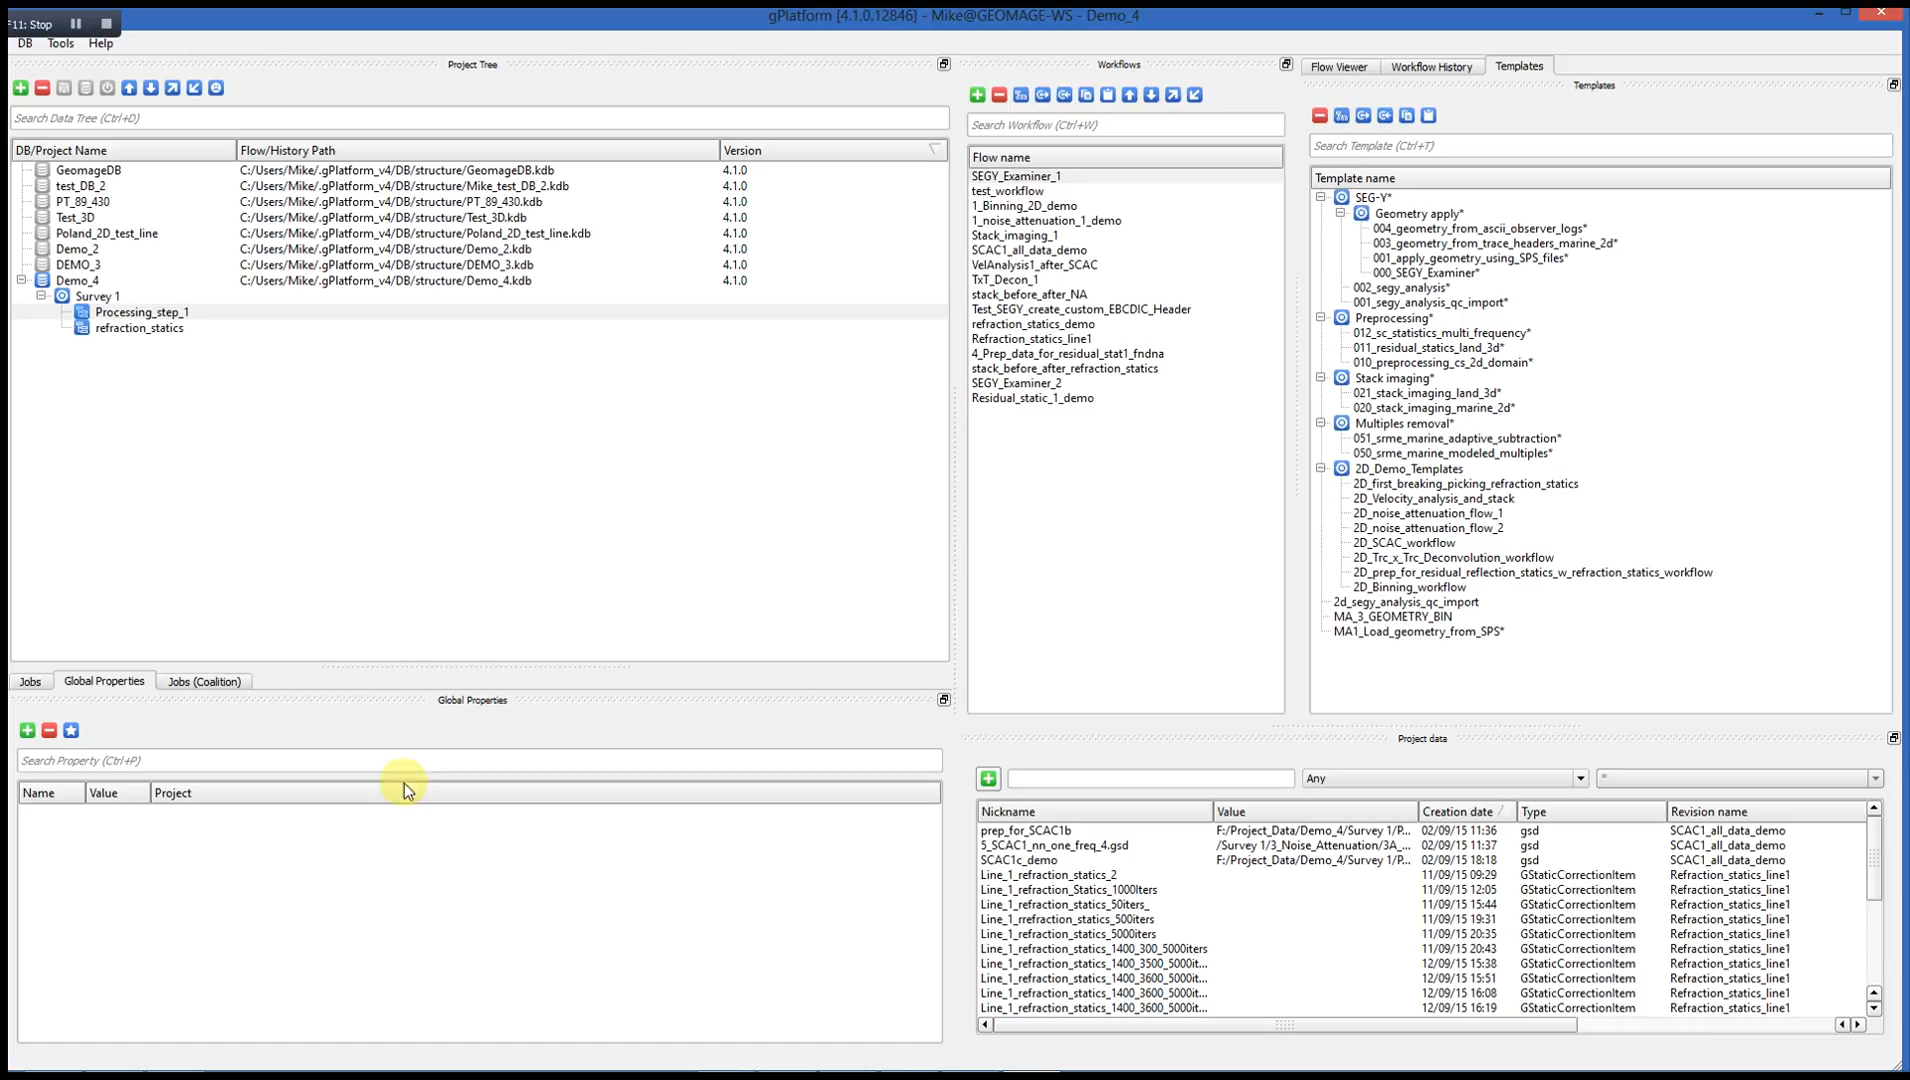 F11: Stop
gPlatform [4.1.0.12846] - Mike@GEOMAGE-WS - Demo_4
DB Tools Help
Project Tree
Search Data Tree (Ctrl+D)
DB/Project Name Flow/History Path Version
GeomageDB C:/Users/Mike/.gPlatform_v4/DB/structure/GeomageDB.kdb 4.1.0
test_DB_2 C:/Users/Mike/.gPlatform_v4/DB/structure/Mike_test_DB_2.kdb 4.1.0
PT_89_430 C:/Users/Mike/.gPlatform_v4/DB/structure/PT_89_430.kdb 4.1.0
Test_3D C:/Users/Mike/.gPlatform_v4/DB/structure/Test_3D.kdb 4.1.0
Poland_2D_test_line C:/Users/Mike/.gPlatform_v4/DB/structure/Poland_2D_test_line.kdb 4.1.0
Demo_2 C:/Users/Mike/.gPlatform_v4/DB/structure/Demo_2.kdb 4.1.0
DEMO_3 C:/Users/Mike/.gPlatform_v4/DB/structure/DEMO_3.kdb 4.1.0
Demo_4 C:/Users/Mike/.gPlatform_v4/DB/structure/Demo_4.kdb 4.1.0
Survey 1
Processing_step_1
refraction_statics
Jobs Global Properties Jobs (Coalition)
Global Properties
Search Property (Ctrl+P)
Name Value Project
Workflows
Search Workflow (Ctrl+W)
Flow name
SEGY_Examiner_1
test_workflow
1_Binning_2D_demo
1_noise_attenuation_1_demo
Stack_imaging_1
SCAC1_all_data_demo
VelAnalysis1_after_SCAC
TxT_Decon_1
stack_before_after_NA
Test_SEGY_create_custom_EBCDIC_Header
refraction_statics_demo
Refraction_statics_line1
4_Prep_data_for_residual_stat1_fndna
stack_before_after_refraction_statics
SEGY_Examiner_2
Residual_static_1_demo
Flow Viewer Workflow History Templates
Templates
Search Template (Ctrl+T)
Template name
SEG-Y*
Geometry apply*
004_geometry_from_ascii_observer_logs*
003_geometry_from_trace_headers_marine_2d*
001_apply_geometry_using_SPS_files*
000_SEGY_Examiner*
002_segy_analysis*
001_segy_analysis_qc_import*
Preprocessing*
012_sc_statistics_multi_frequency*
011_residual_statics_land_3d*
010_preprocessing_cs_2d_domain*
Stack imaging*
021_stack_imaging_land_3d*
020_stack_imaging_marine_2d*
Multiples removal*
051_srme_marine_adaptive_subtraction*
050_srme_marine_modeled_multiples*
2D_Demo_Templates
2D_first_breaking_picking_refraction_statics
2D_Velocity_analysis_and_stack
2D_noise_attenuation_flow_1
2D_noise_attenuation_flow_2
2D_SCAC_workflow
2D_Trc_x_Trc_Deconvolution_workflow
2D_prep_for_residual_reflection_statics_w_refraction_statics_workflow
2D_Binning_workflow
2d_segy_analysis_qc_import
MA_3_GEOMETRY_BIN
MA1_Load_geometry_from_SPS*
Project data
Any *
Nickname Value Creation date Type Revision name
prep_for_SCAC1b F:/Project_Data/Demo_4/Survey 1/P... 02/09/15 11:36 gsd SCAC1_all_data_demo
5_SCAC1_nn_one_freq_4.gsd /Survey 1/3_Noise_Attenuation/3A_... 02/09/15 11:37 gsd SCAC1_all_data_demo
SCAC1c_demo F:/Project_Data/Demo_4/Survey 1/P... 02/09/15 18:18 gsd SCAC1_all_data_demo
Line_1_refraction_statics_2 11/09/15 09:29 GStaticCorrectionItem Refraction_statics_line1
Line_1_refraction_Statics_1000Iters 11/09/15 12:05 GStaticCorrectionItem Refraction_statics_line1
Line_1_refraction_statics_50iters_ 11/09/15 15:44 GStaticCorrectionItem Refraction_statics_line1
Line_1_rrefraction_statics_500iters 11/09/15 19:31 GStaticCorrectionItem Refraction_statics_line1
Line_1_refraction_statics_5000iters 11/09/15 20:35 GStaticCorrectionItem Refraction_statics_line1
Line_1_refraction_statics_1400_300_5000iters 11/09/15 20:43 GStaticCorrectionItem Refraction_statics_line1
Line_1_refraction_statics_1400_3500_5000it... 12/09/15 15:38 GStaticCorrectionItem Refraction_statics_line1
Line_1_refraction_statics_1400_3600_5000it... 12/09/15 15:51 GStaticCorrectionItem Refraction_statics_line1
Line_1_refraction_statics_1400_3600_5000it... 12/09/15 16:08 GStaticCorrectionItem Refraction_statics_line1
Line_1_refraction_statics_1400_3600_5000it... 12/09/15 16:19 GStaticCorrectionItem Refraction_statics_line1